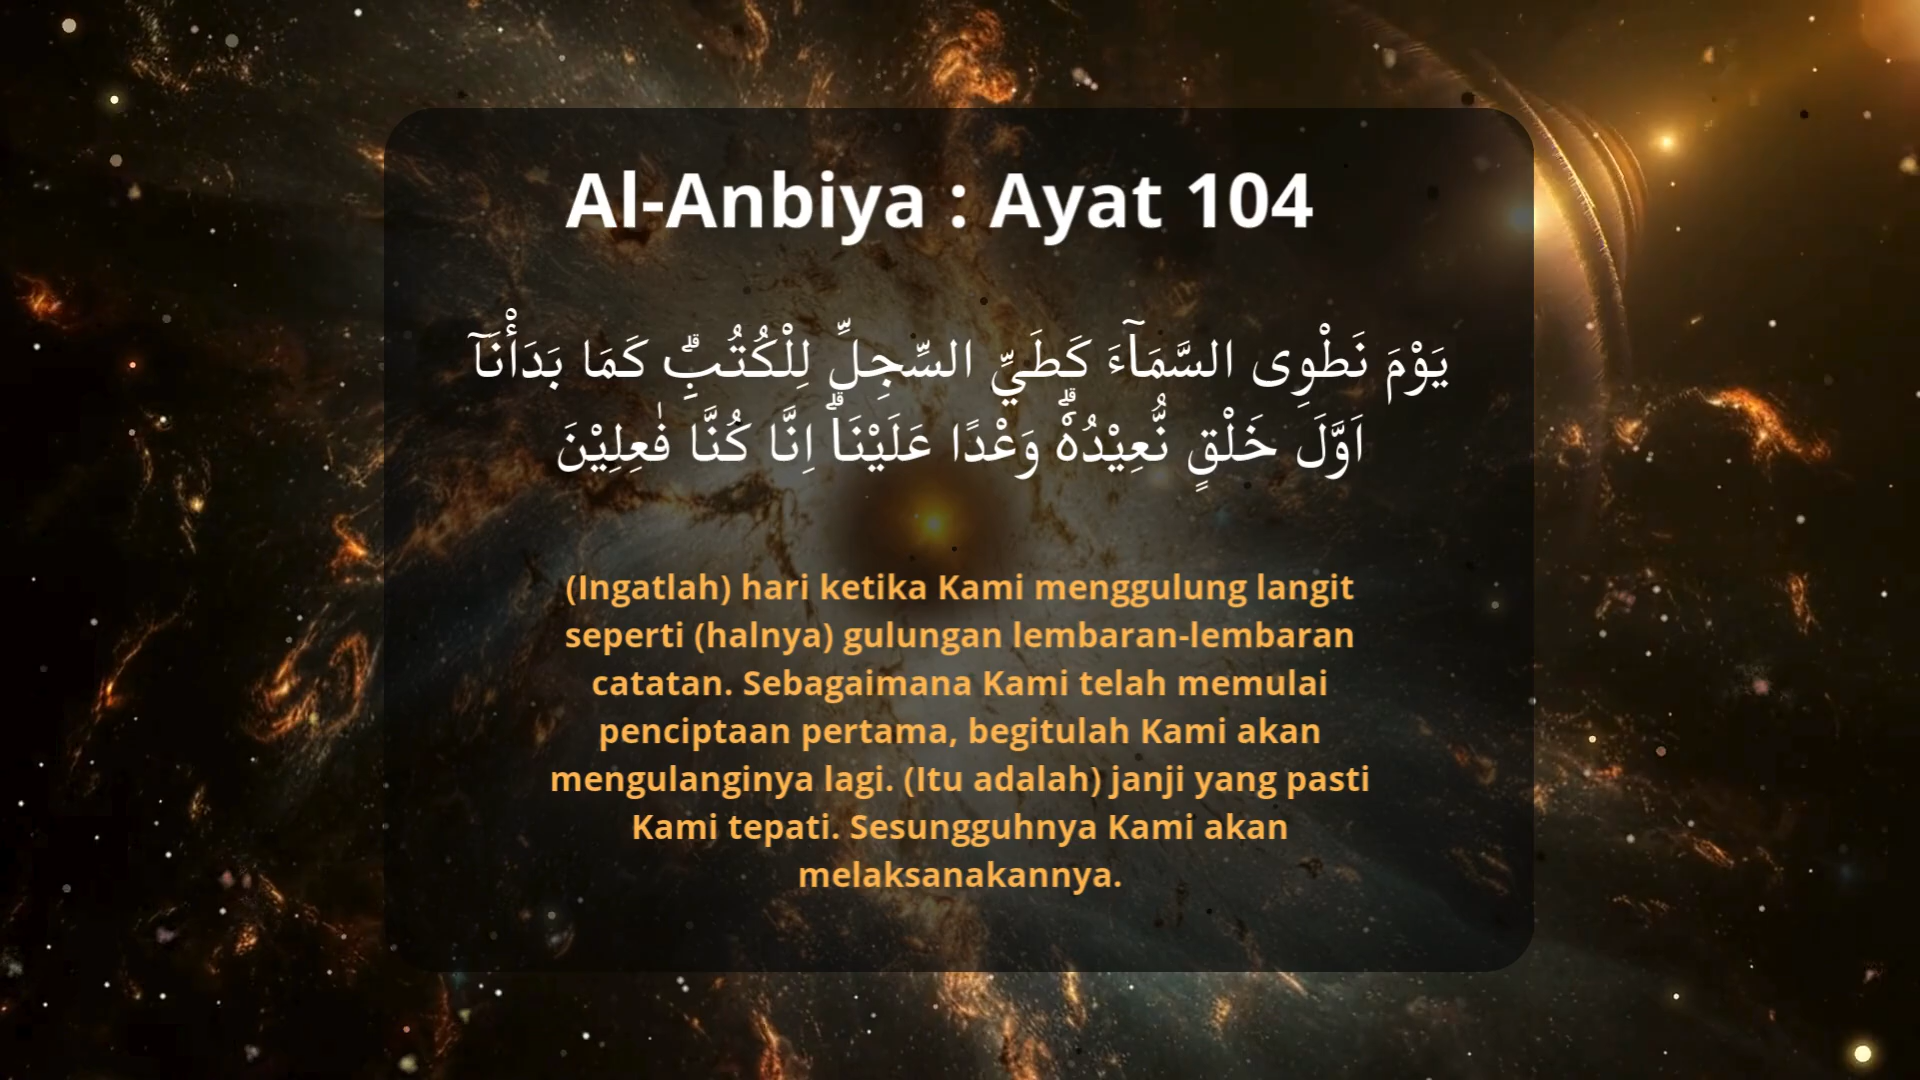 Al-Anbiya : Ayat 104
يَوْمَ نَطْوِى السَّمَاۤءَ كَطَيِّ السِّجِلِّ لِلْكُتُبِۗ كَمَا بَدَأْنَآ
اَوَّلَ خَلْقٍ نُّعِيْدُهٗۗ وَعْدًا عَلَيْنَاۗ اِنَّا كُنَّا فٰعِلِيْنَ
(Ingatlah) hari ketika Kami menggulung langit
seperti (halnya) gulungan lembaran-lembaran
catatan. Sebagaimana Kami telah memulai
penciptaan pertama, begitulah Kami akan
mengulanginya lagi. (Itu adalah) janji yang pasti
Kami tepati. Sesungguhnya Kami akan
melaksanakannya.